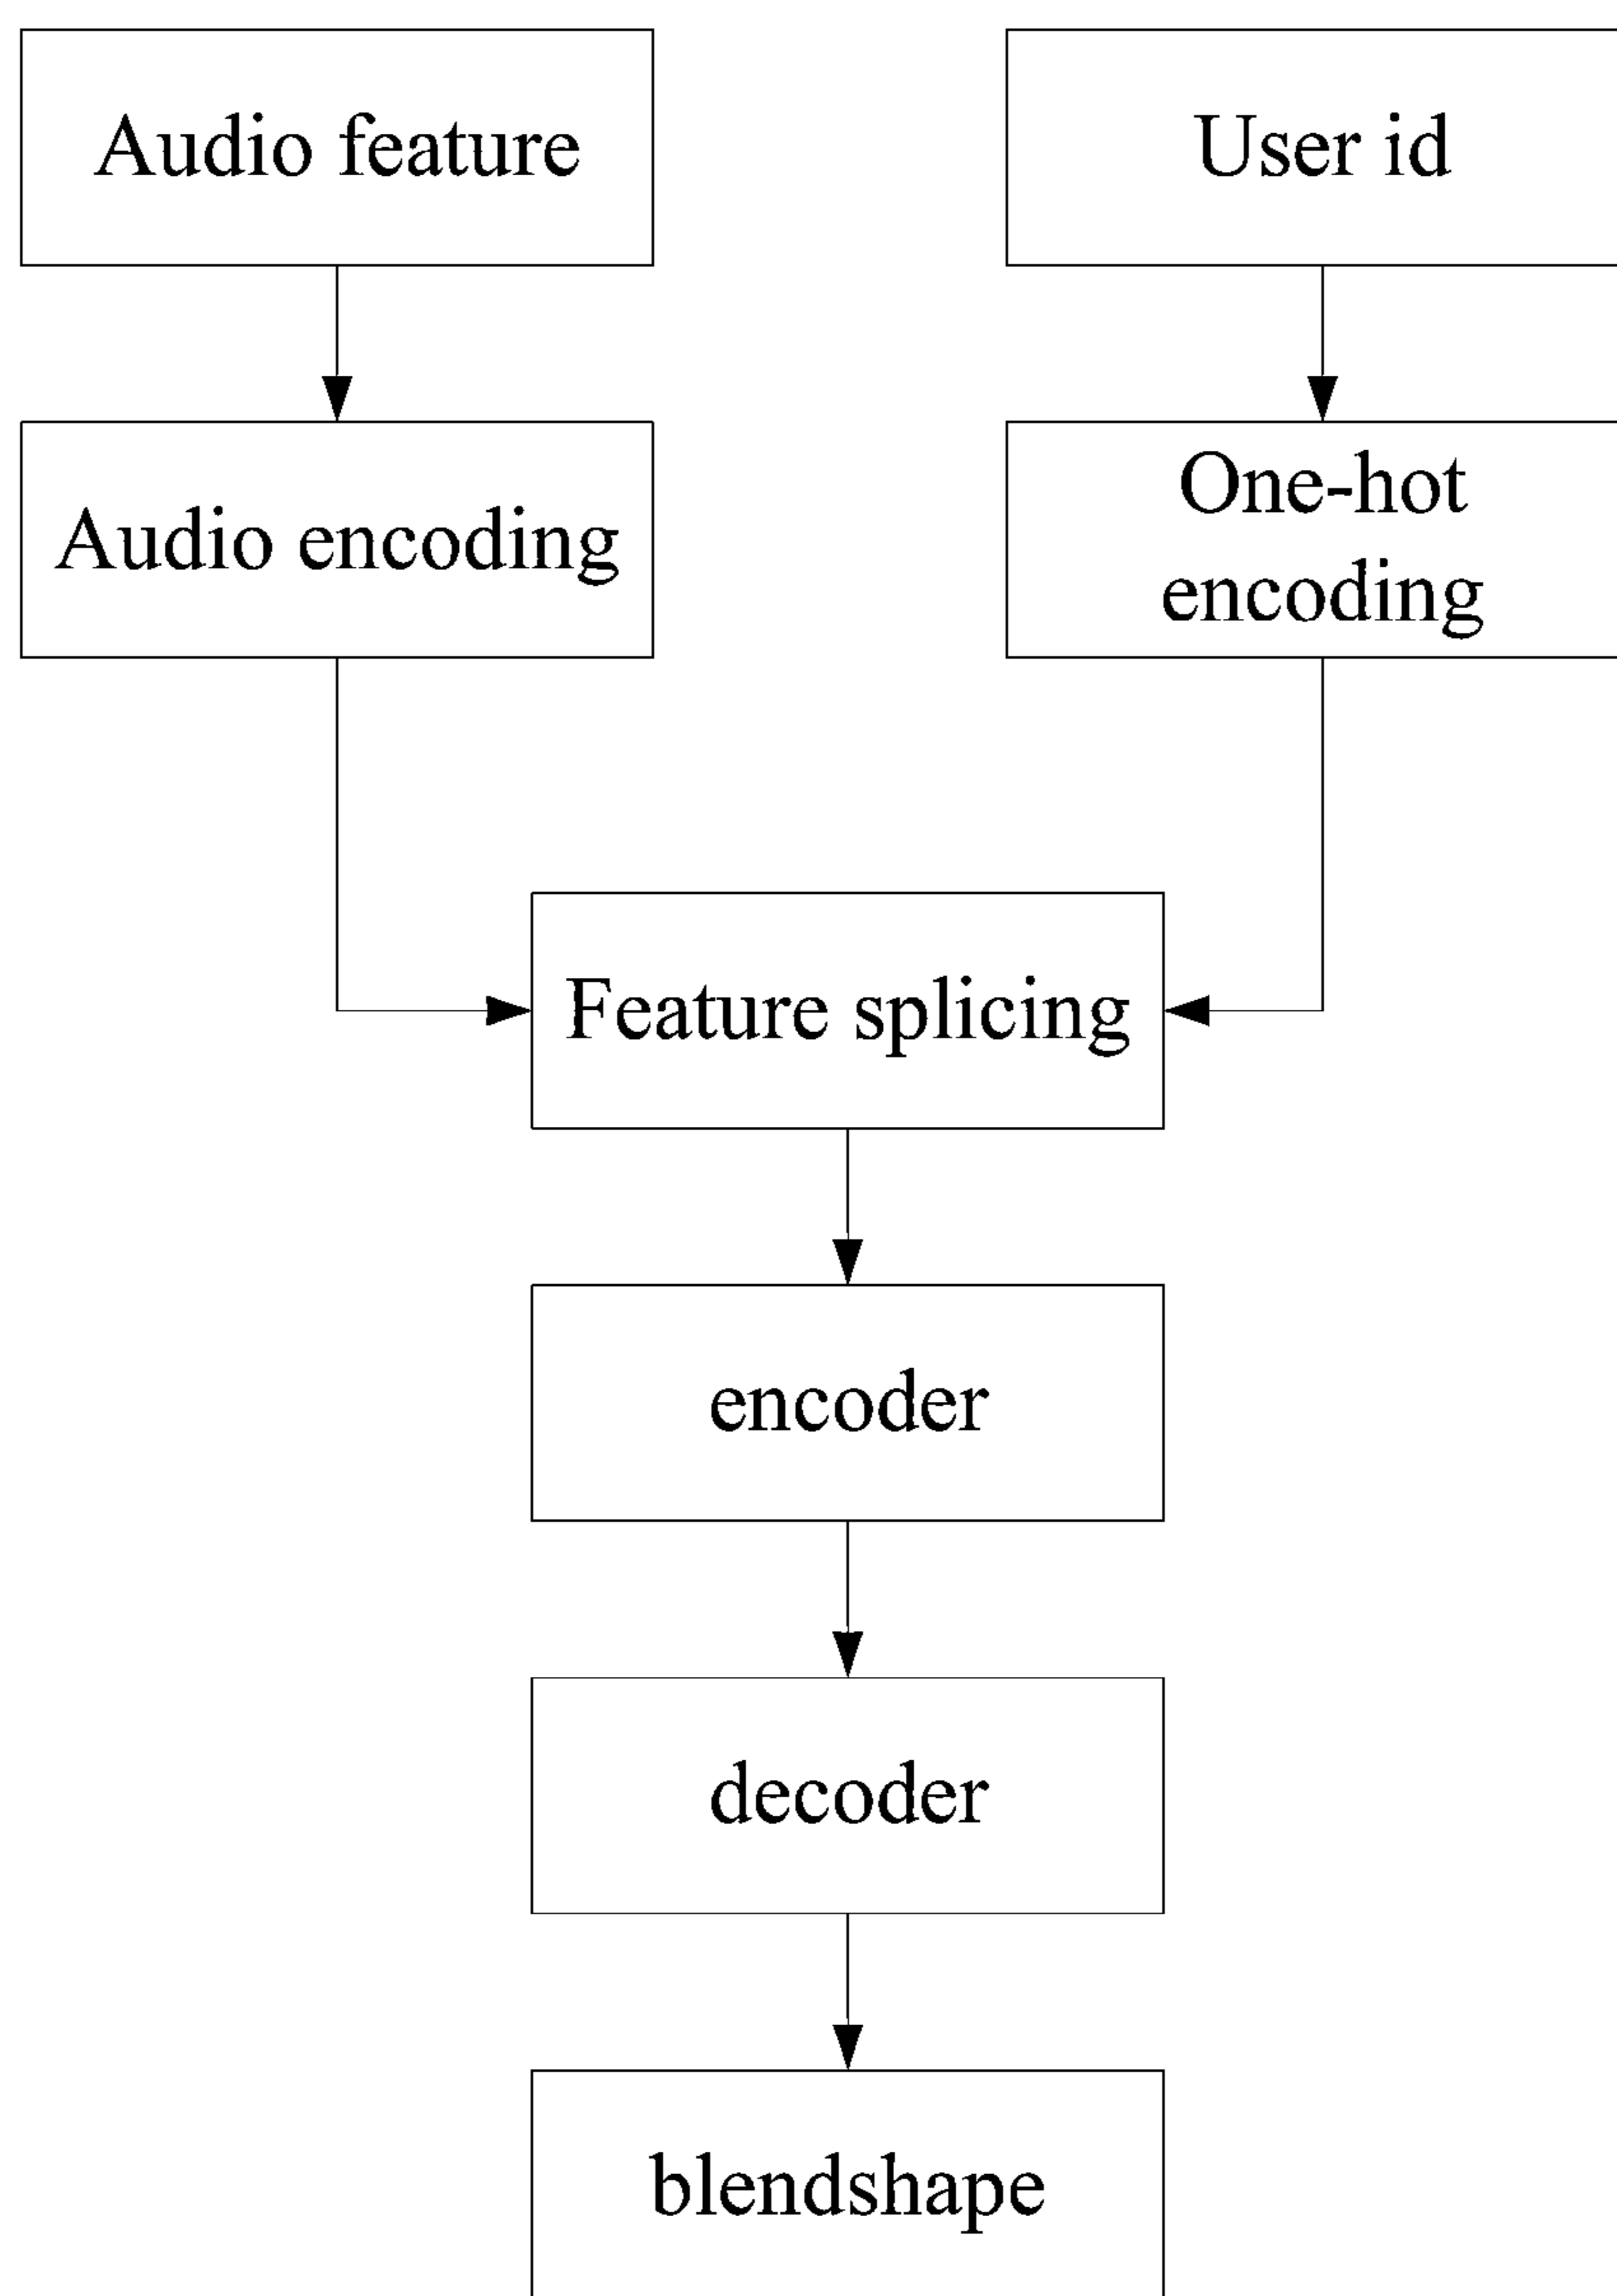 Audio feature
User id
Audio encoding
One-hot
encoding
Feature splicing
encoder
decoder
blendshape